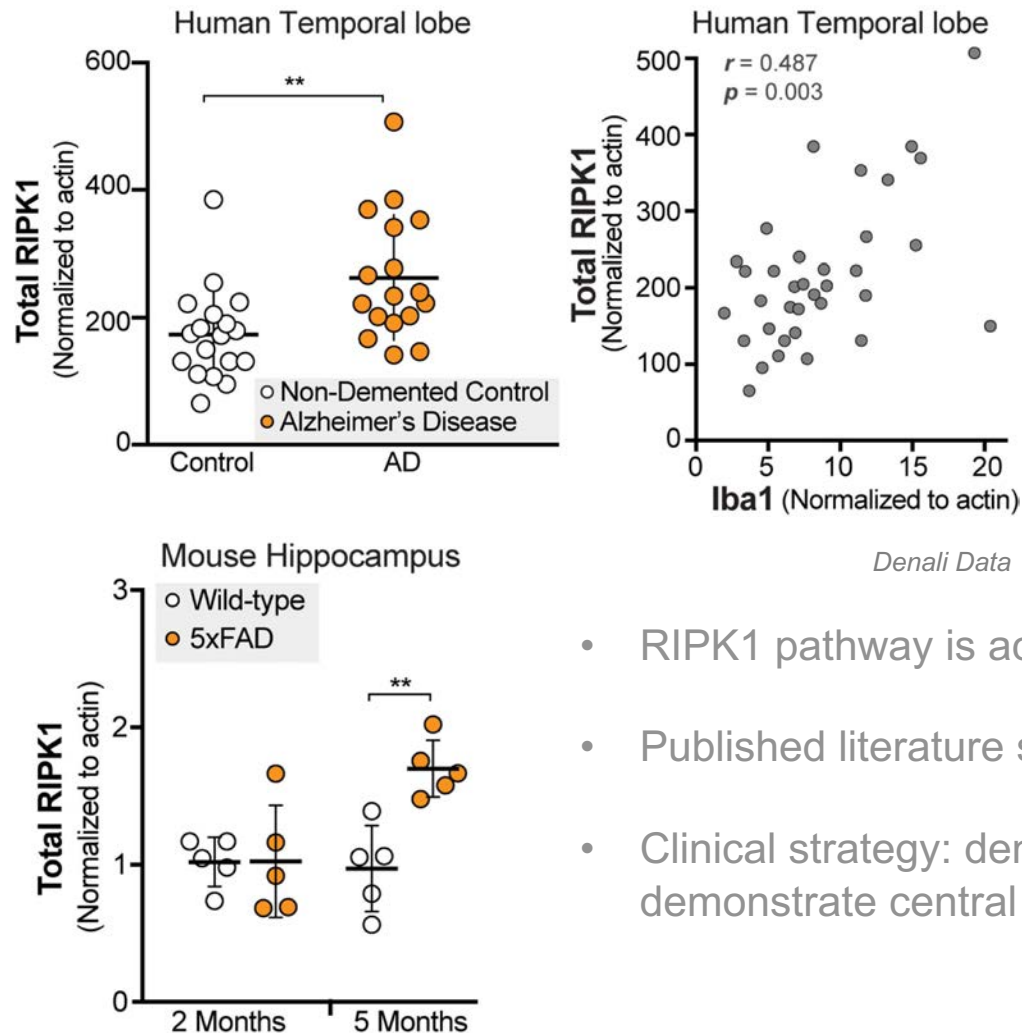 Human Temporal lobe
Total RIPK1
(Normalized to actin)
600
400
200
0
**
Non-Demented Control
Alzheimer's Disease
Control
AD
Human Temporal lobe
Total RIPK1
(Normalized to actin)
500
400
300
200
100
0
r = 0.487
p = 0.003
0
5
10
15
20
Iba1 (Normalized to actin)
Denali Data
Mouse Hippocampus
Total RIPK1
(Normalized to actin)
3
2
1
0
Wild-type
5xFAD
**
2 Months
5 Months
• RIPK1 pathway is
• Published literature
• Clinical strategy:
demonstrate central